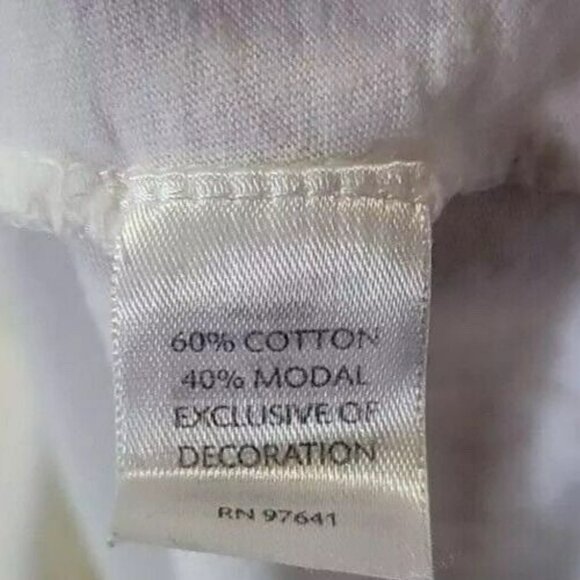 60% COTTON
40% MODAL
EXCLUSIVE OF
DECORATION
RN 97641